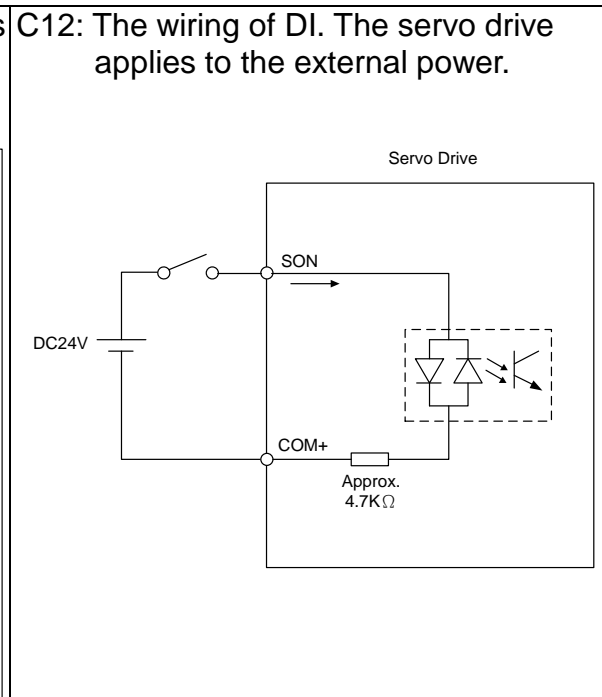 s
C12: The wiring of DI. The servo drive
applies to the external power.
Servo Drive
SON
DC24V
COM+
Approx.
4.7KΩ